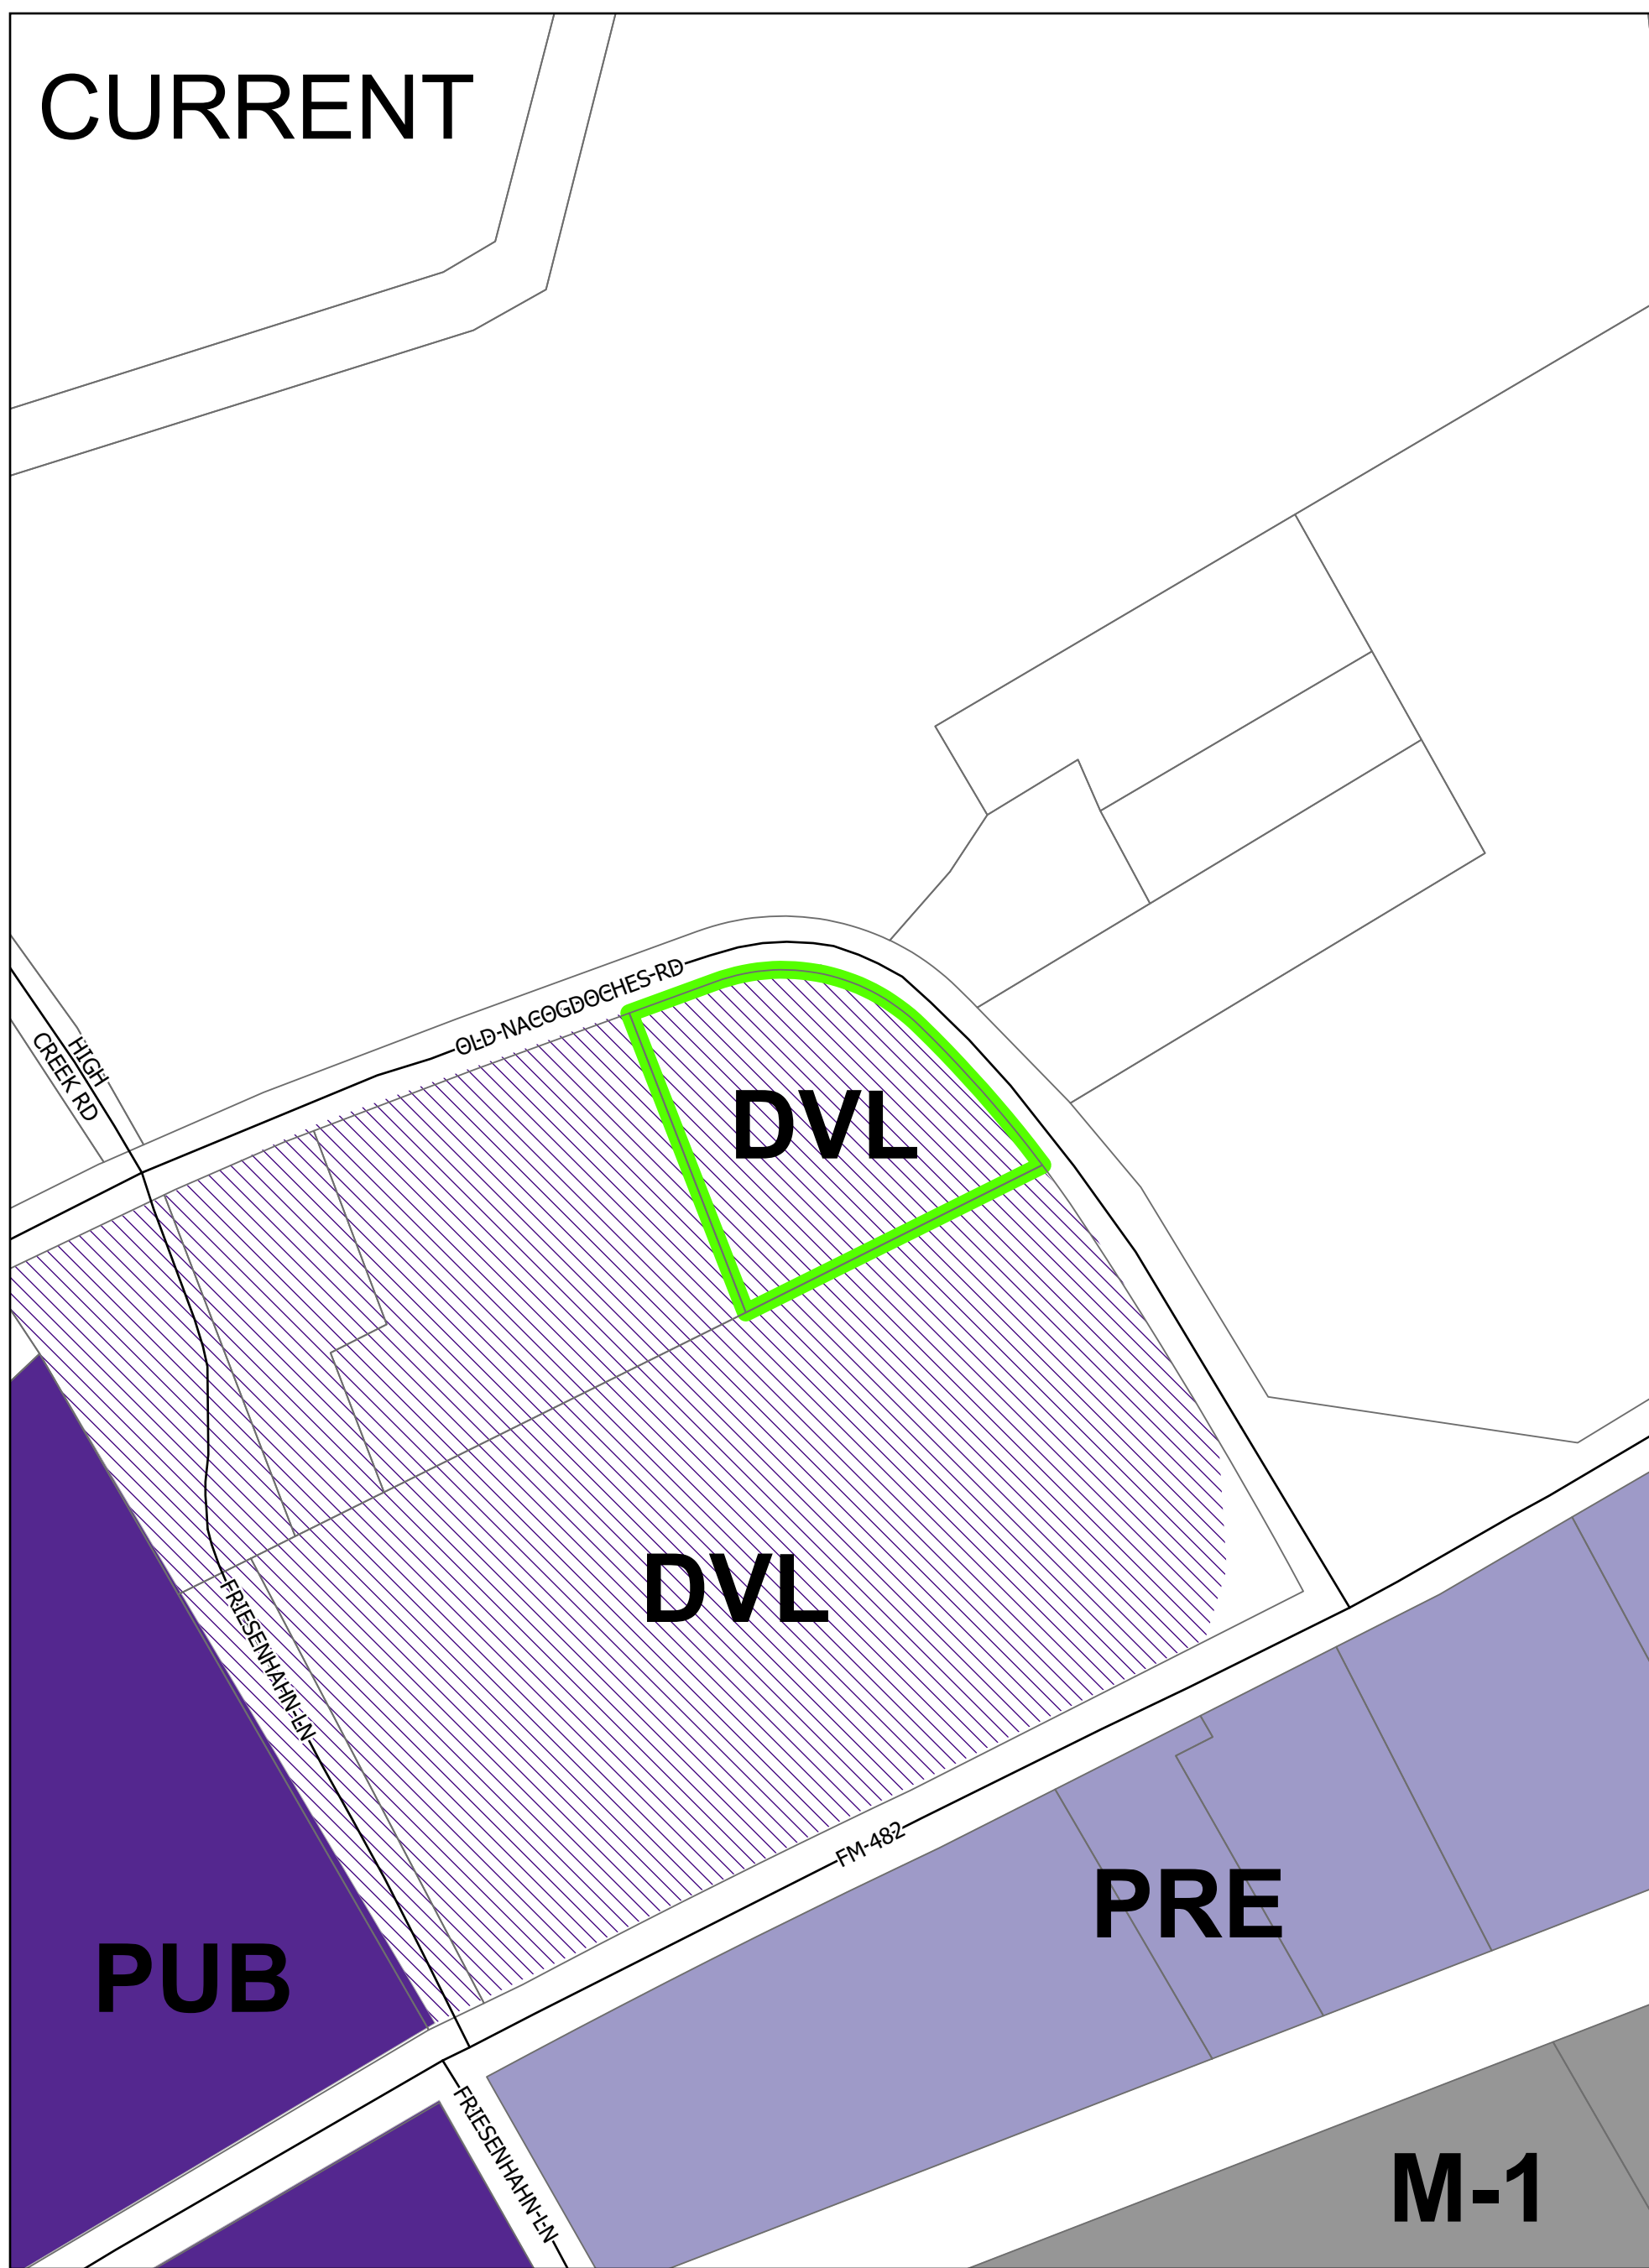 CURRENT
OLD-NACOGDOCHES-RD
HIGH
CREEK RD
DVL
DVL
FRIESENHAHN-LN
FM-482
PRE
PUB
FRIESENHAHN-LN
M-1